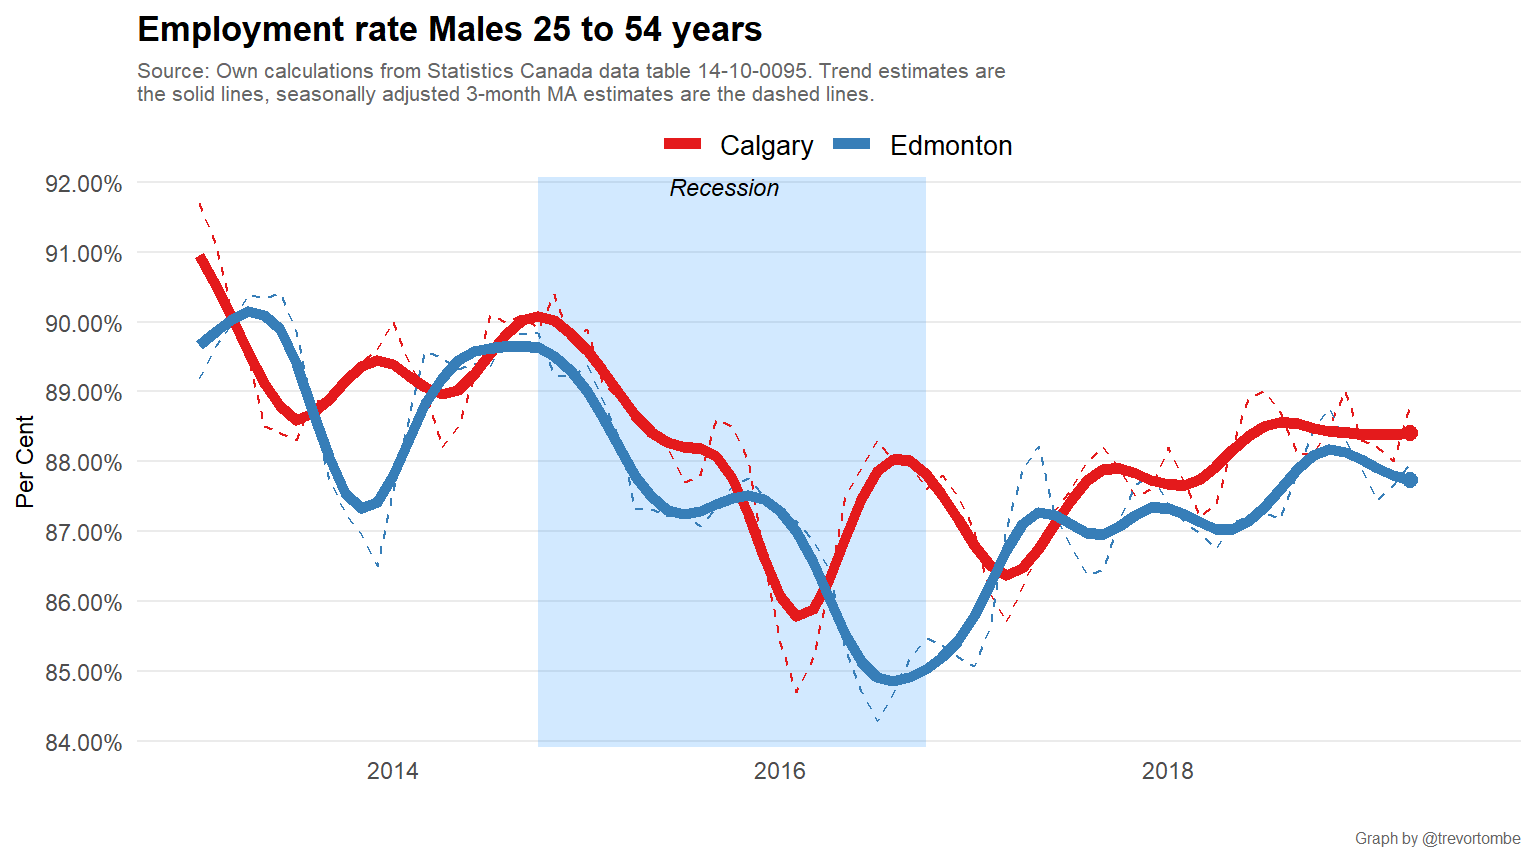 Employment rate Males 25 to 54 years
Source: Own calculations from Statistics Canada data table 14-10-0095. Trend estimates are
the solid lines, seasonally adjusted 3-month MA estimates are the dashed lines.
Calgary Edmonton
Recession
92.00%
91.00%
90.00%
89.00%
88.00%
87.00%
86.00%
85.00%
84.00%
Per Cent
2014 2016 2018
Graph by @trevortombe